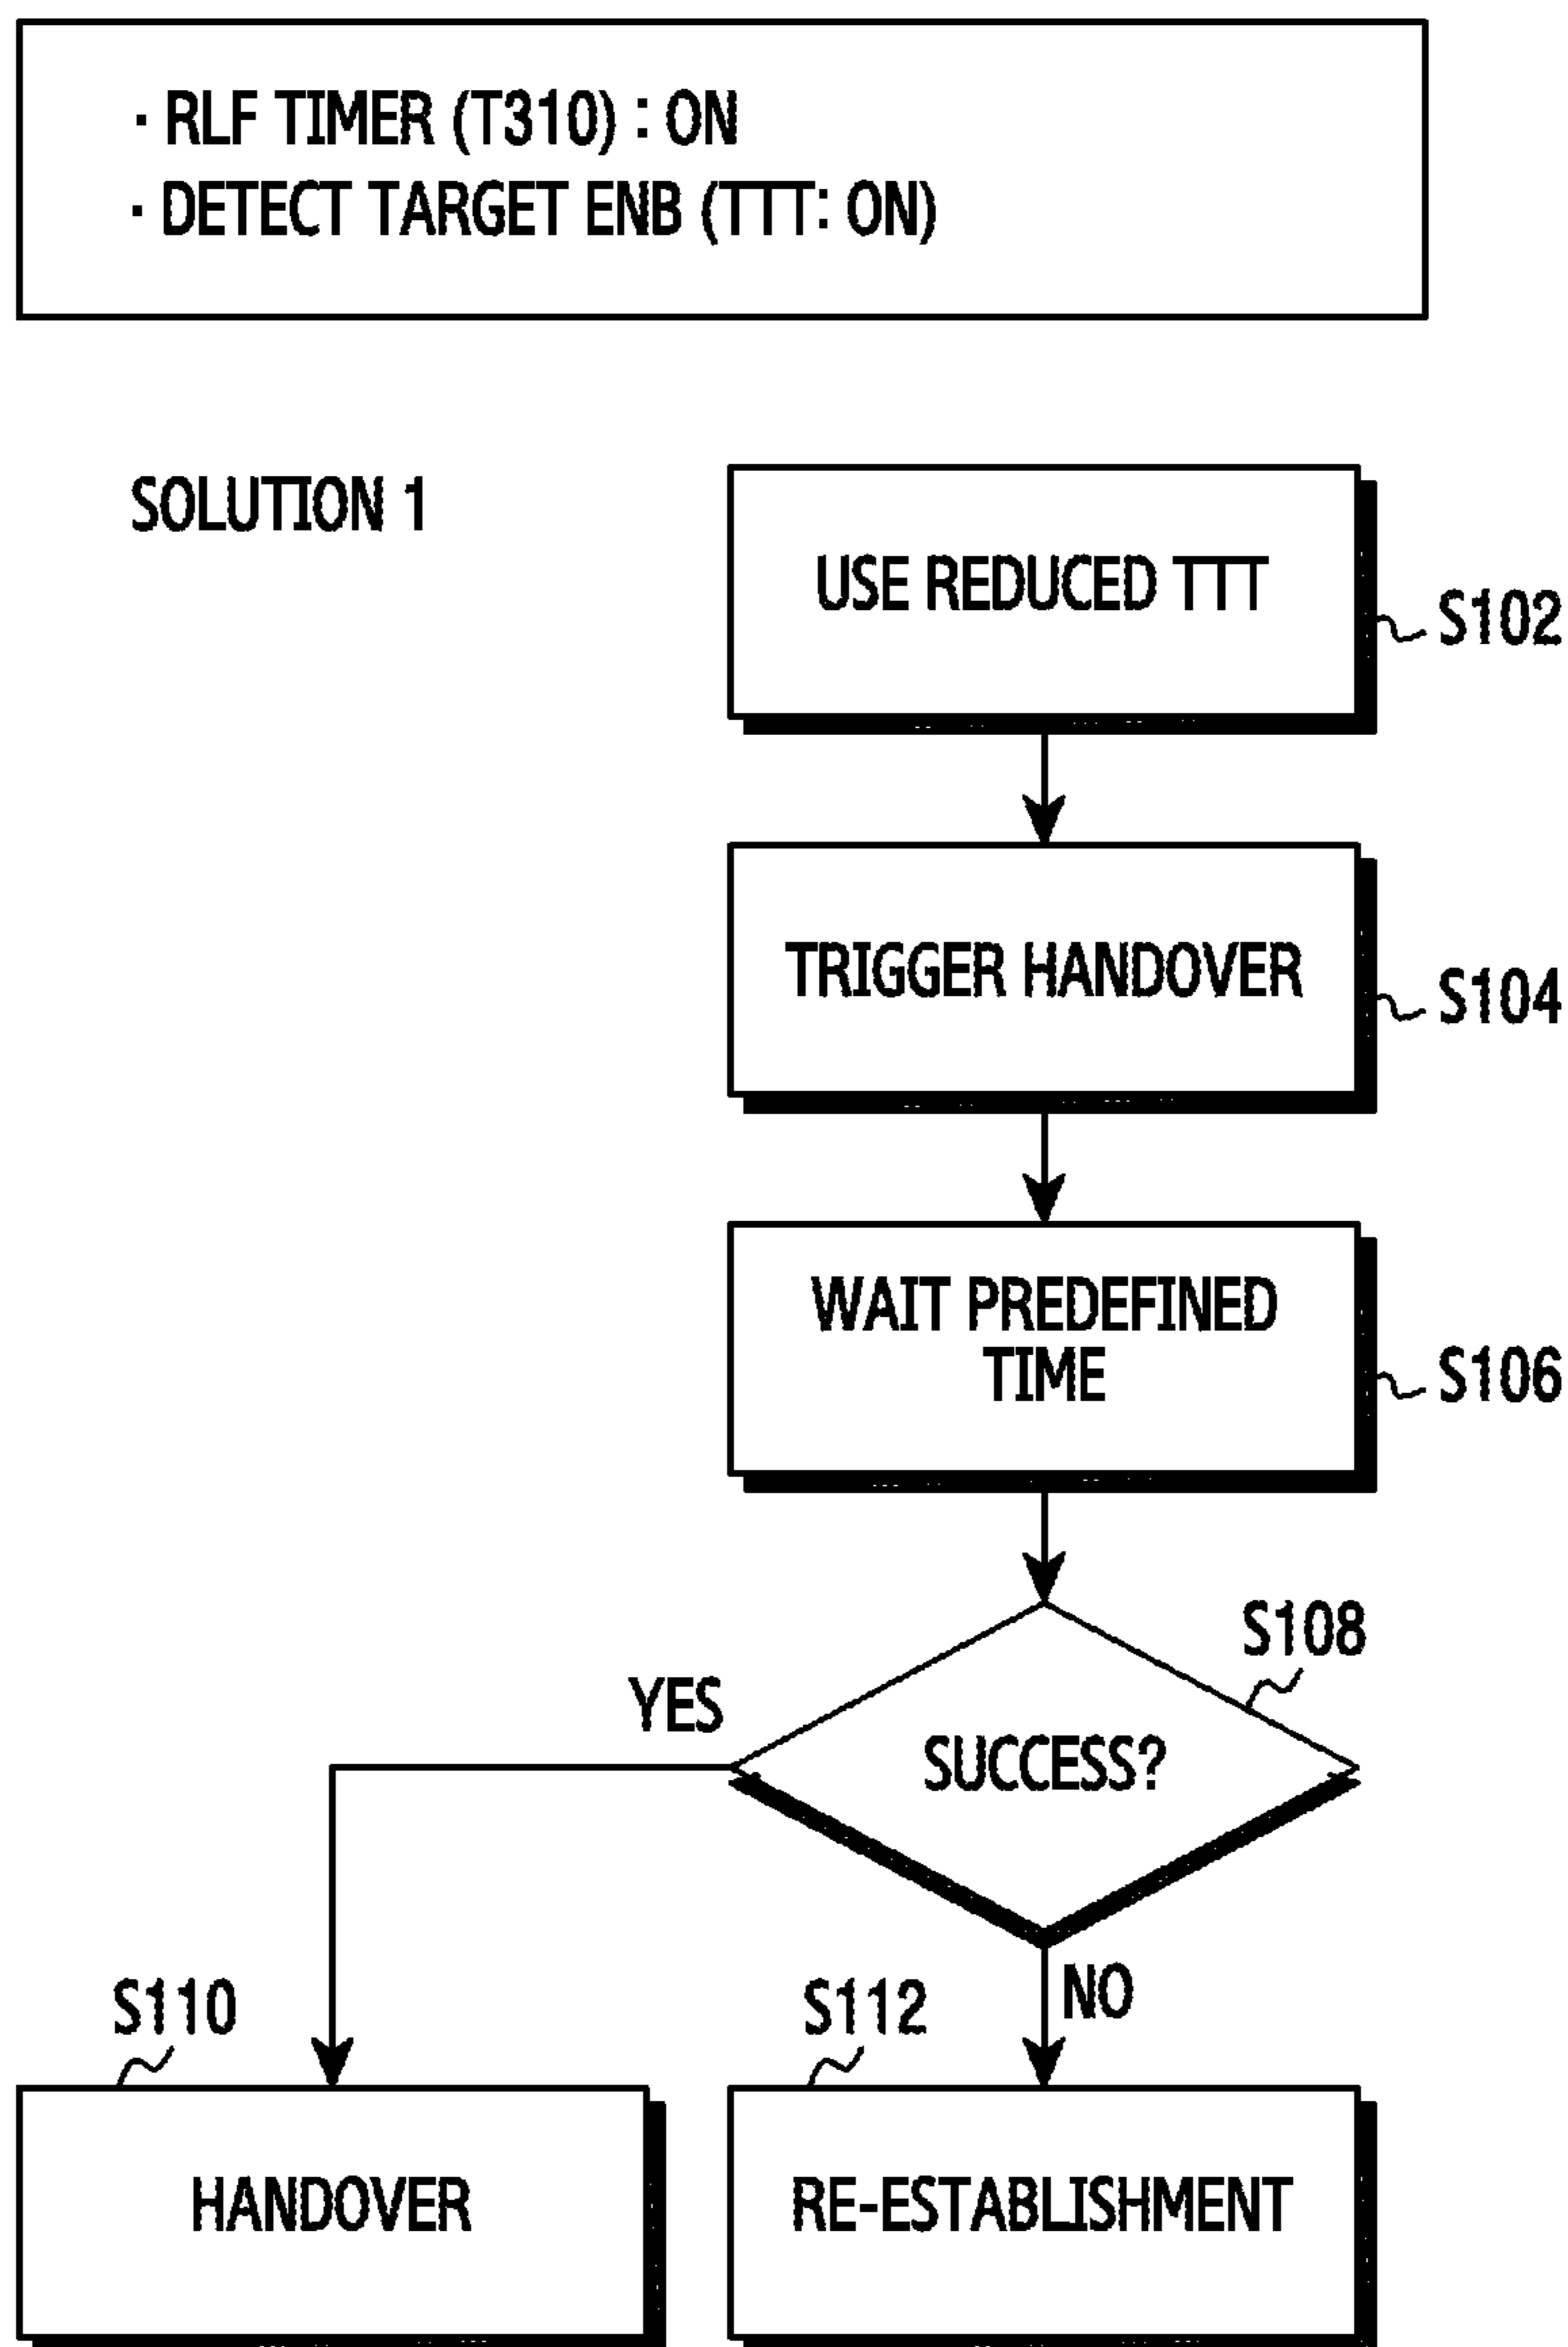 · RLF TIMER (T310) : ON
· DETECT TARGET ENB (TTT: ON)
SOLUTION 1
USE REDUCED TTT
S102
TRIGGER HANDOVER
S104
WAIT PREDEFINED
TIME
S106
S108
YES
SUCCESS?
NO
S110
S112
HANDOVER
RE-ESTABLISHMENT